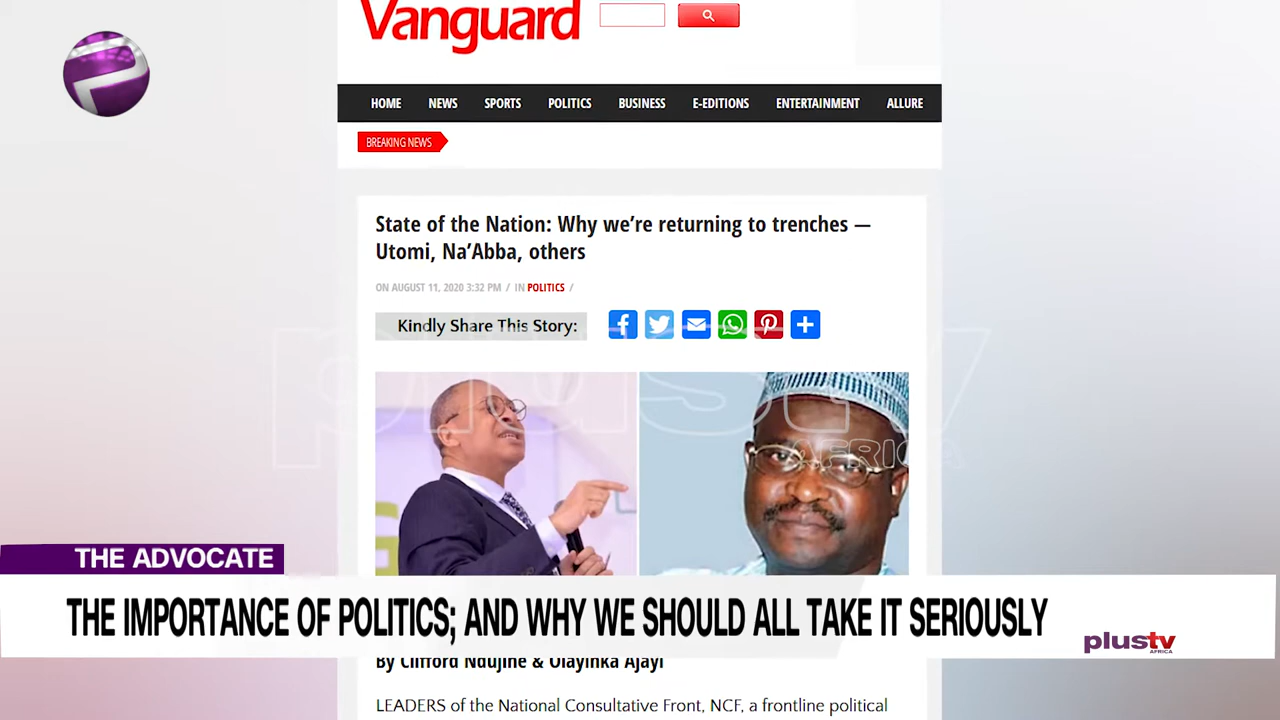 Vanguard
HOME NEWS SPORTS POLITICS BUSINESS E-EDITIONS ENTERTAINMENT ALLURE
BREAKING NEWS
State of the Nation: Why we’re returning to trenches —
Utomi, Na’Abba, others
ON AUGUST 11, 2020 3:32 PM / IN POLITICS /
Kindly Share This Story:
plustv
AFRICA
THE ADVOCATE
THE IMPORTANCE OF POLITICS; AND WHY WE SHOULD ALL TAKE IT SERIOUSLY
plustv
AFRICA
By Clifford Ndujihe & Olayinka Ajayi
LEADERS of the National Consultative Front, NCF, a frontline political